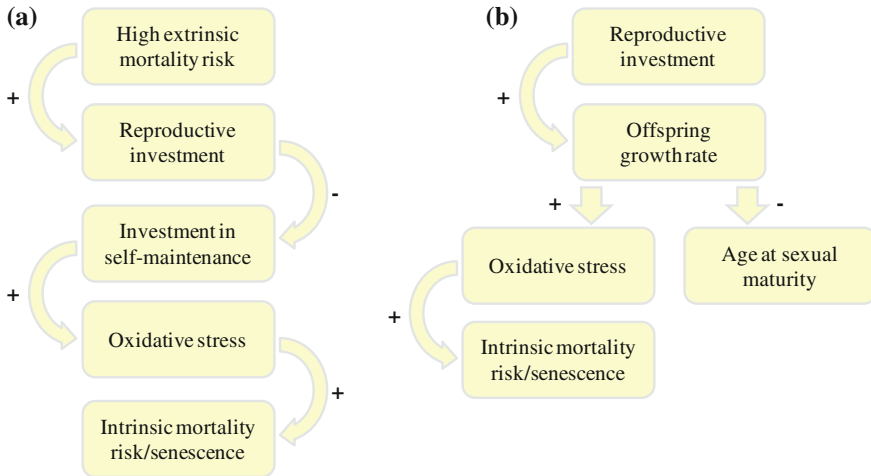 (a)
High extrinsic
mortality risk
+
Reproductive
investment
-
Investment in
self-maintenance
+
Oxidative stress
+
Intrinsic mortality
risk/senescence
(b)
Reproductive
investment
+
Offspring
growth rate
+
-
Oxidative stress
Age at sexual
maturity
+
Intrinsic mortality
risk/senescence